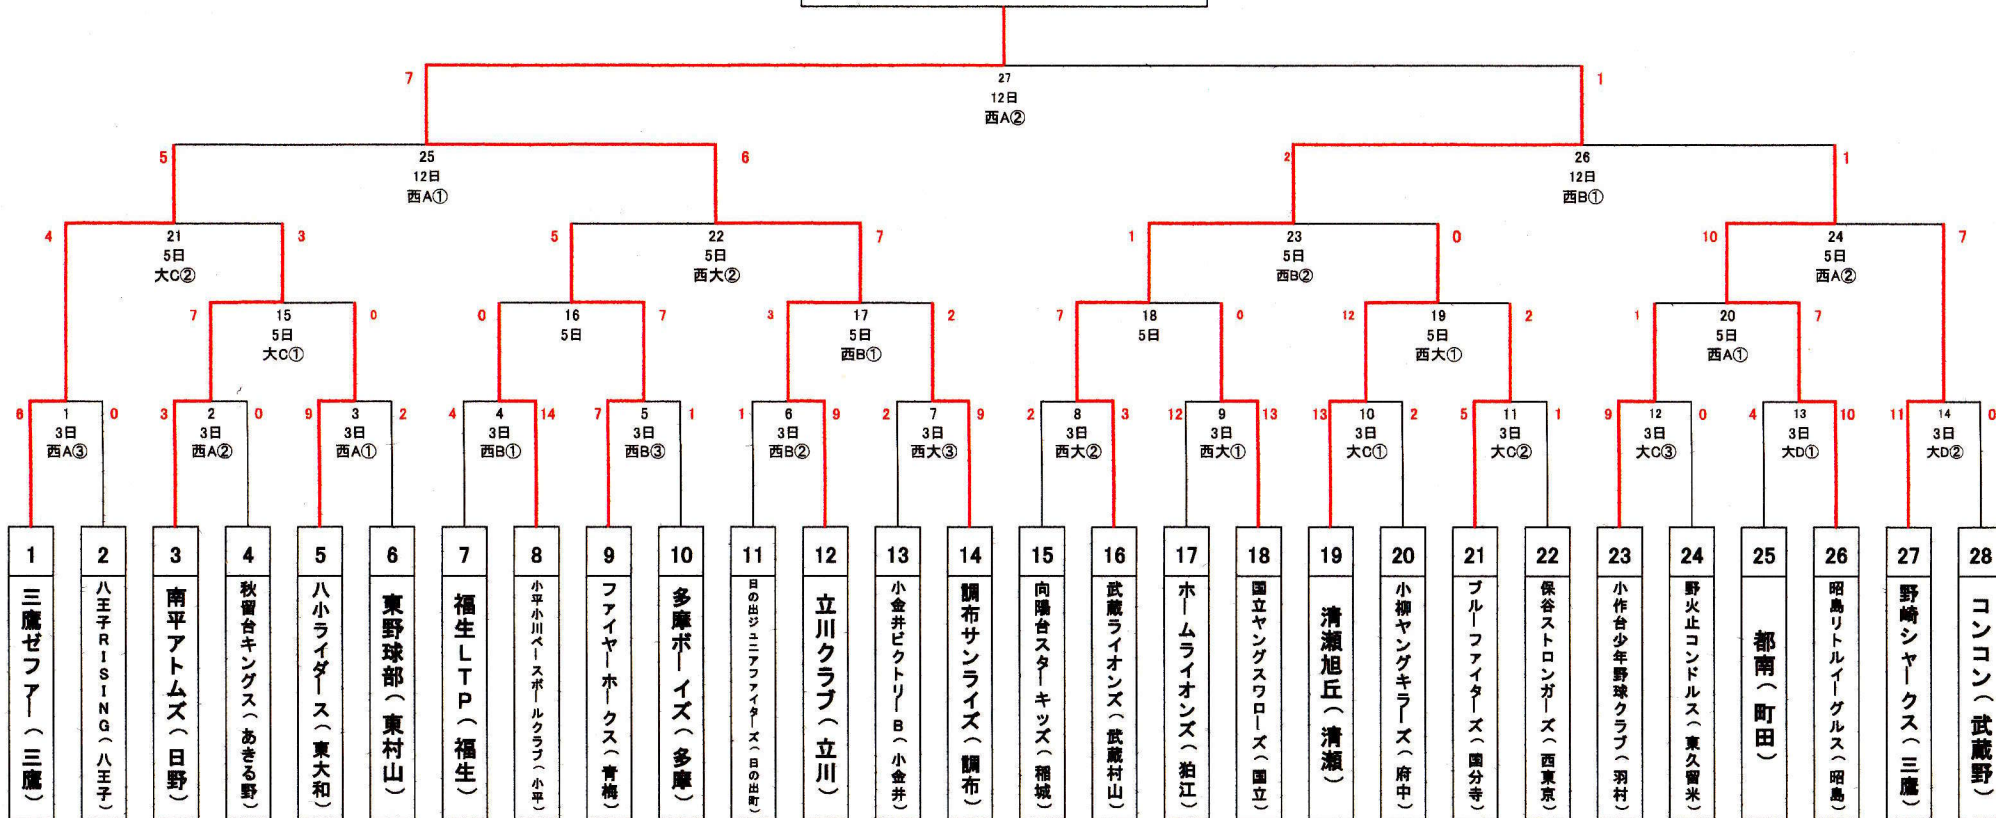 7 27 1
12日
西A②
5 25 6 2 26 1
12日 12日
西A① 西B①
4 21 3 5 22 7 1 23 0 10 24 7
5日 5日 5日 5日
大C② 西大② 西B② 西A②
7 15 0 0 16 7 3 17 2 7 18 0 12 19 2 1 20 7
5日 5日 5日 5日 5日 5日
大C① 西B① 西大① 西A①
6 1 0 3 2 0 9 3 2 4 4 14 7 5 1 1 6 9 2 7 9 2 8 3 12 9 13 13 10 2 5 11 1 9 12 0 4 13 10 11 14 0
3日 3日 3日 3日 3日 3日 3日 3日 3日 3日 3日 3日 3日 3日
西A③ 西A② 西A① 西B① 西B③ 西B② 西大③ 西大② 西大① 大C① 大C② 大C③ 大D① 大D②
1 三鷹ゼファー(三鷹)
2 八王子RISING(八王子)
3 南平アトムズ(日野)
4 秋留台キングス(あきる野)
5 八小ライダース(東大和)
6 東野球部(東村山)
7 福生LTP(福生)
8 小平小川ベースボールクラブ(小平)
9 ファイヤーホークス(青梅)
10 多摩ボーイズ(多摩)
11 日の出ジュニアファイターズ(日の出町)
12 立川クラブ(立川)
13 小金井ビクトリーB(小金井)
14 調布サンライズ(調布)
15 向陽台スターキッズ(稲城)
16 武蔵ライオンズ(武蔵村山)
17 ホームライオンズ(狛江)
18 国立ヤングスワローズ(国立)
19 清瀬旭丘(清瀬)
20 小柳ヤングキラーズ(府中)
21 ブルーファイターズ(国分寺)
22 保谷ストロンガーズ(西東京)
23 小作台少年野球クラブ(羽村)
24 野火止コンドルス(東久留米)
25 都南(町田)
26 昭島リトルイーグルス(昭島)
27 野崎シャークス(三鷹)
28 コンコン(武蔵野)